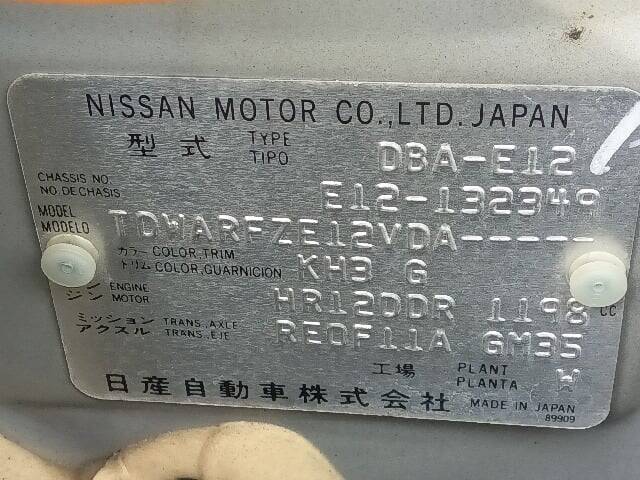 NISSAN MOTOR CO.,LTD. JAPAN
型式 TYPE TIPO DBA-E12
CHASSIS NO. NO. DE CHASIS E12-132349
MODEL MODELO TDWARFZE12VDA------
カラー COLOR,TRIM トリム COLOR,GUARNICION KH3 G
ENGINE ジン MOTOR HR12DDR 1198 CC
ミッション TRANS.,AXLE アクスル TRANS.,EJE RE0F11A GM35
工場 PLANT PLANTA W
日産自動車株式会社 MADE IN JAPAN
89909